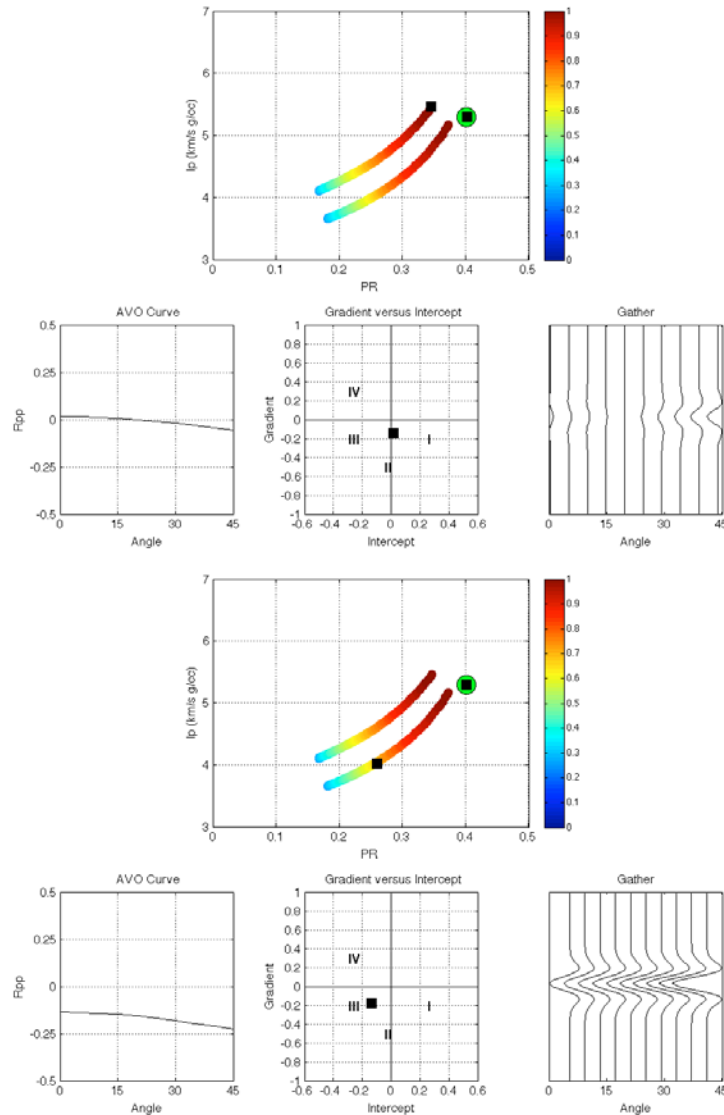 7
6
5
4
3
Ip (km/s g/cc)
0 0.1 0.2 0.3 0.4 0.5
PR
1
0.9
0.8
0.7
0.6
0.5
0.4
0.3
0.2
0.1
0
AVO Curve
0.5
0.25
0
-0.25
-0.5
Rpp
0 15 30 45
Angle
Gradient versus Intercept
1
0.8
0.6
0.4
0.2
0
-0.2
-0.4
-0.6
-0.8
-1
Gradient
IV
III
I
II
-0.6 -0.4 -0.2 0 0.2 0.4 0.6
Intercept
Gather
0 15 30 45
Angle
7
6
5
4
3
Ip (km/s g/cc)
0 0.1 0.2 0.3 0.4 0.5
PR
1
0.9
0.8
0.7
0.6
0.5
0.4
0.3
0.2
0.1
0
AVO Curve
0.5
0.25
0
-0.25
-0.5
Rpp
0 15 30 45
Angle
Gradient versus Intercept
1
0.8
0.6
0.4
0.2
0
-0.2
-0.4
-0.6
-0.8
-1
Gradient
IV
III
I
II
-0.6 -0.4 -0.2 0 0.2 0.4 0.6
Intercept
Gather
0 15 30 45
Angle